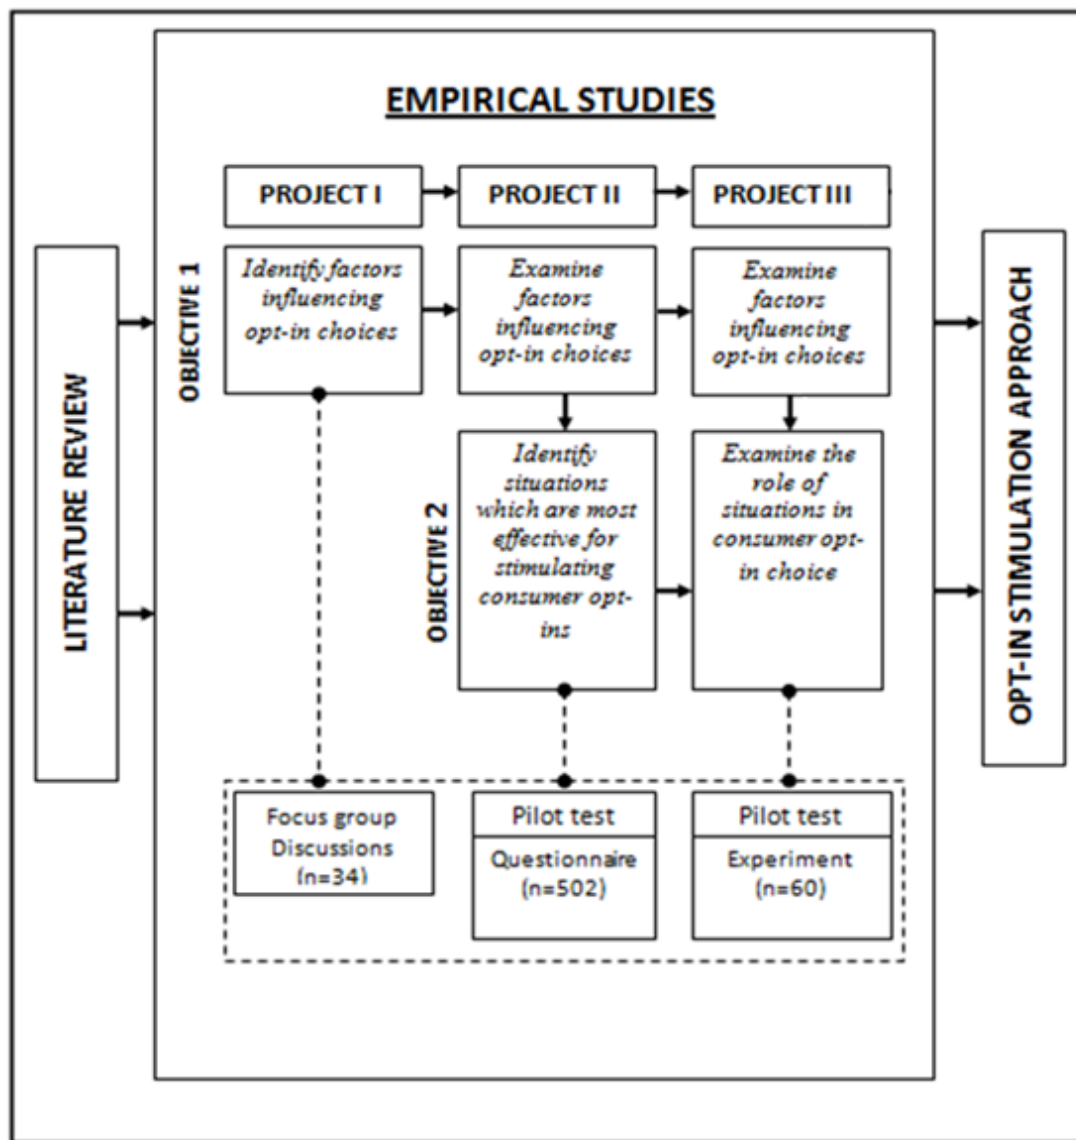 EMPIRICAL STUDIES
PROJECT I
PROJECT II
PROJECT III
LITERATURE REVIEW
OBJECTIVE 1
Identify factors
influencing
opt-in choices
Examine
factors
influencing
opt-in choices
Examine
factors
influencing
opt-in choices
OBJECTIVE 2
Identify
situations
which are most
effective for
stimulating
consumer opt-
ins
Examine the
role of
situations in
consumer opt-
in choice
Focus group
Discussions
(n=34)
Pilot test
Questionnaire
(n=502)
Pilot test
Experiment
(n=60)
OPT-IN STIMULATION APPROACH